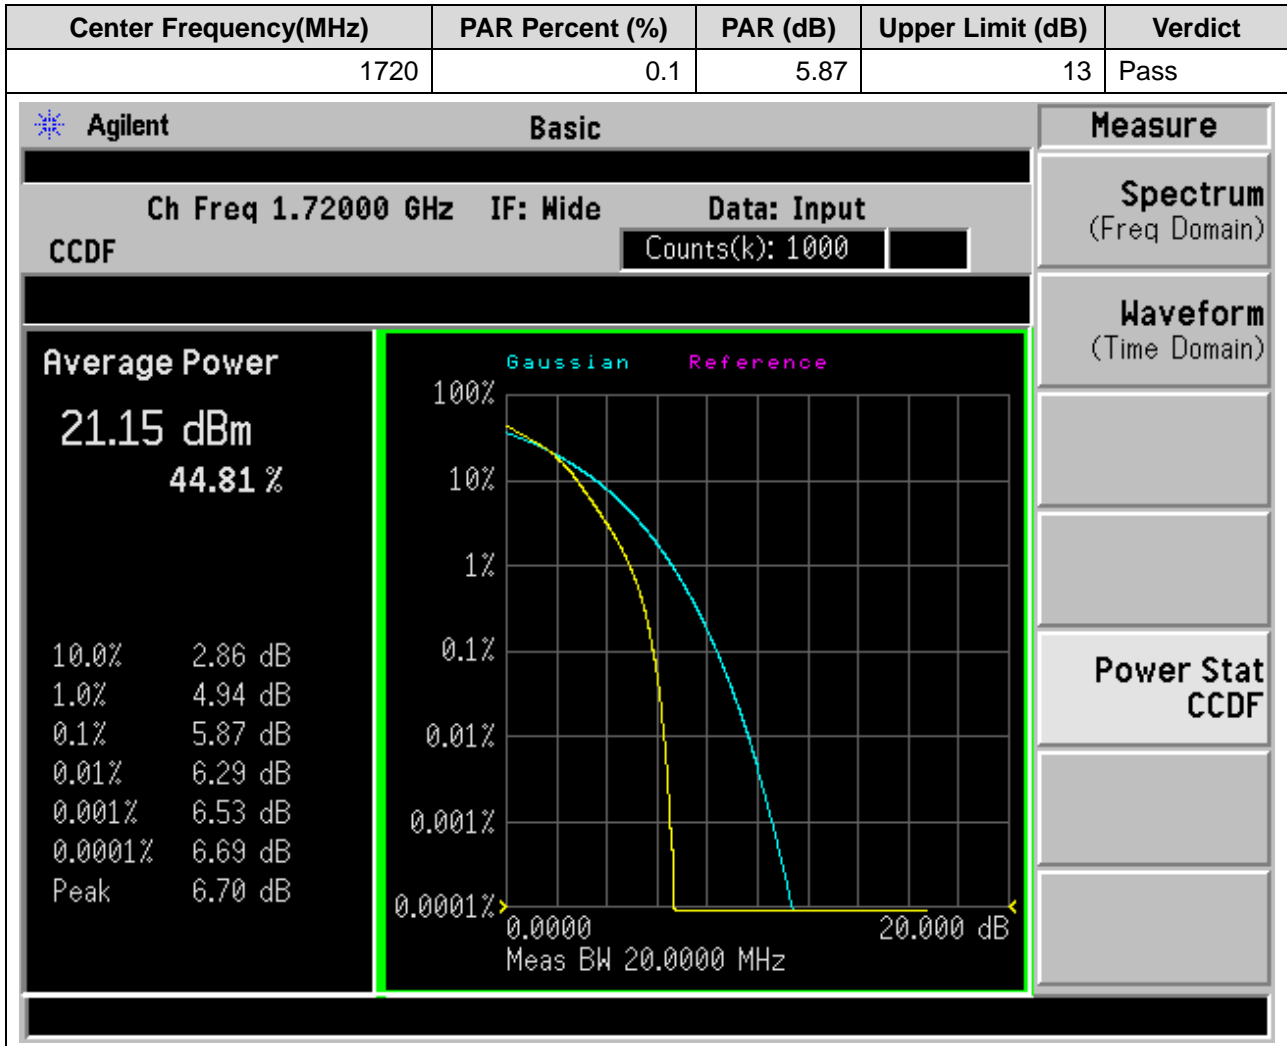 Center Frequency(MHz) PAR Percent (%) PAR (dB) Upper Limit (dB) Verdict
1720 0.1 5.87 13 Pass
Agilent Basic Measure
Ch Freq 1.72000 GHz IF: Wide Data: Input
CCDF Counts(k): 1000
Spectrum
(Freq Domain)
Waveform
(Time Domain)
Power Stat
CCDF
Average Power
21.15 dBm
44.81 %
10.0% 2.86 dB
1.0% 4.94 dB
0.1% 5.87 dB
0.01% 6.29 dB
0.001% 6.53 dB
0.0001% 6.69 dB
Peak 6.70 dB
Gaussian Reference
100%
10%
1%
0.1%
0.01%
0.001%
0.0001%
0.0000 20.000 dB
Meas BW 20.0000 MHz